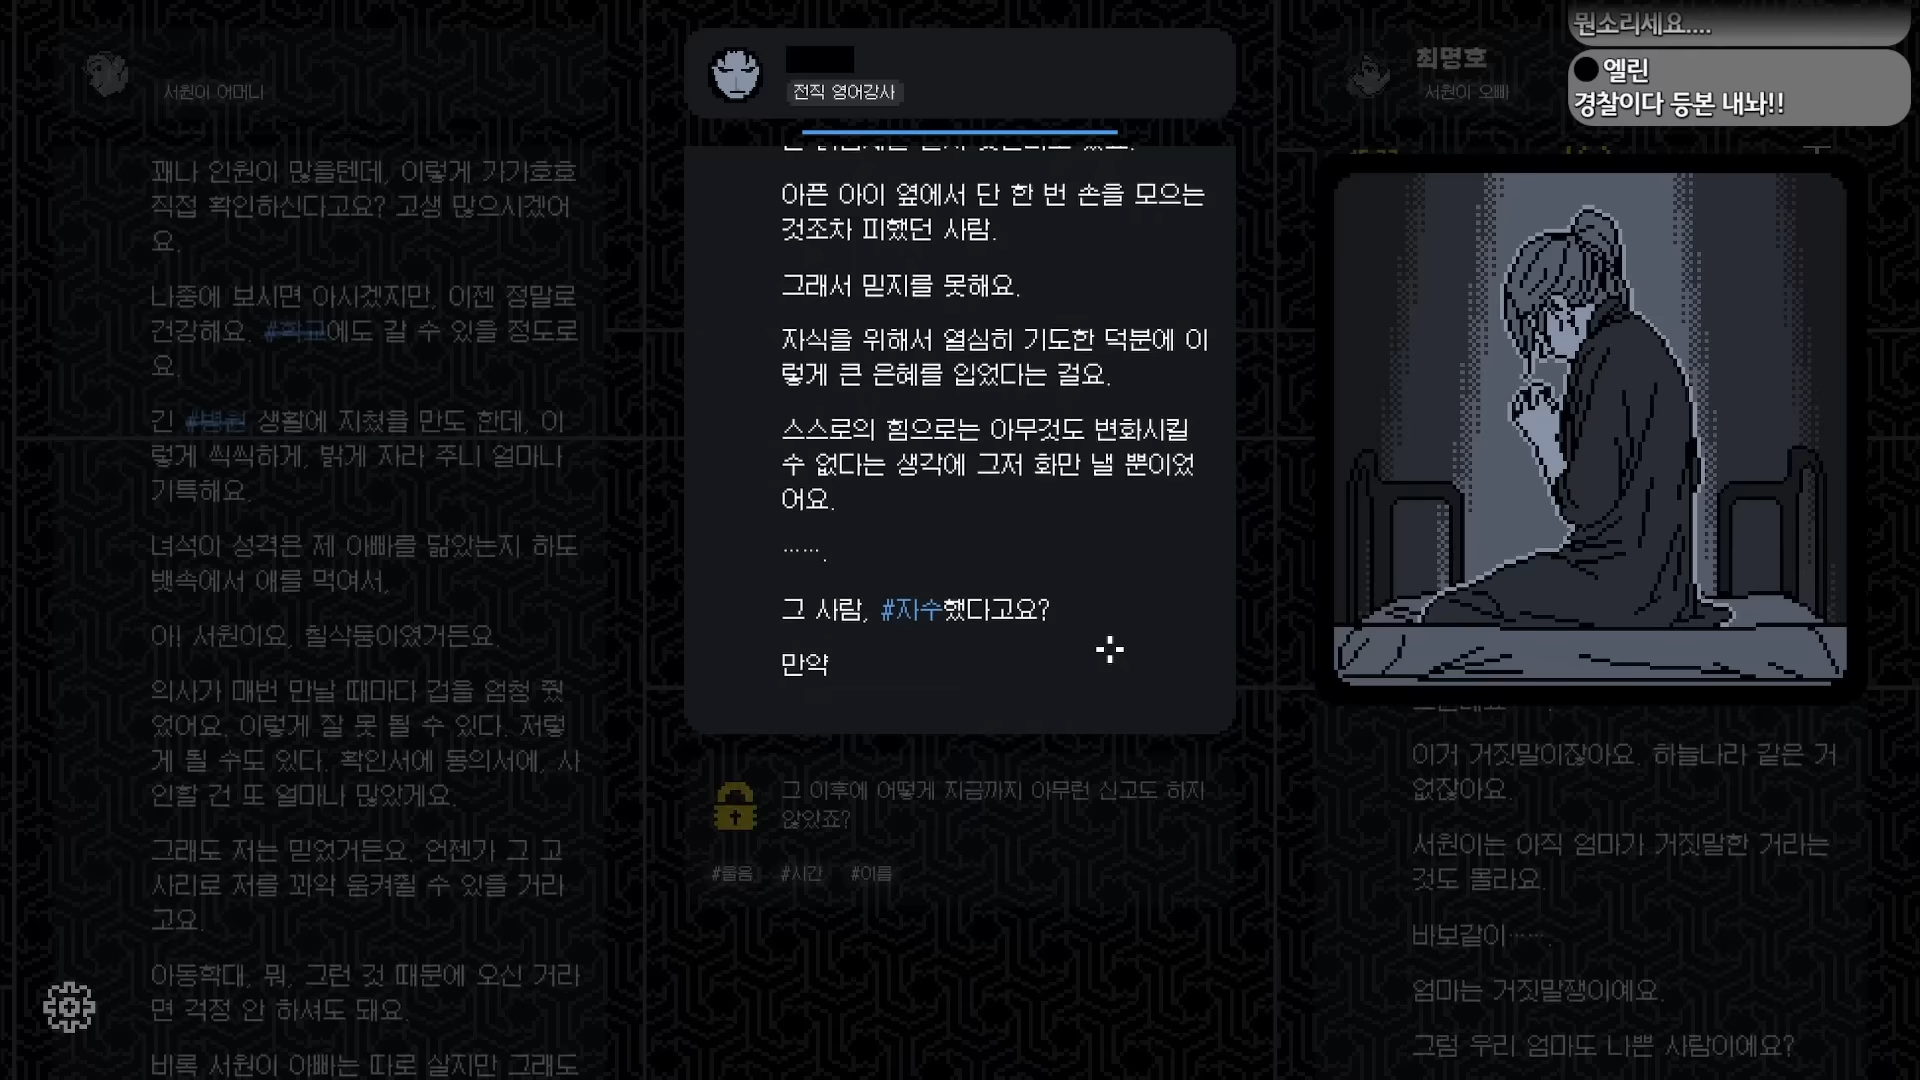 서원이 어머니
꽤나 인원이 많을텐데, 이렇게 가가호호
직접 확인하신다고요? 고생 많으시겠어
요.
나중에 보시면 아시겠지만, 이젠 정말로
건강해요. #학교에도 갈 수 있을 정도로
요.
긴 #병원 생활에 지쳤을 만도 한데, 이
렇게 씩씩하게, 밝게 자라 주니 얼마나
기특해요.
녀석이 성격은 제 아빠를 닮았는지 하도
뱃속에서 애를 먹여서,
아! 서원이요, 칠삭둥이였거든요.
의사가 매번 만날 때마다 겁을 엄청 줬
었어요. 이렇게 잘 못 될 수 있다. 저렇
게 될 수도 있다. 확인서에 동의서에, 사
인할 건 또 얼마나 많았게요.
그래도 저는 믿었거든요. 언젠가 그 고
사리로 저를 꽈악 움켜쥘 수 있을 거라
고요.
아동학대, 뭐, 그런 것 때문에 오신 거라
면 걱정 안 하셔도 돼요.
비록 서원이 아빠는 따로 살지만 그래도
전직 영어강사
아픈 아이 옆에서 단 한 번 손을 모으는
것조차 피했던 사람.
그래서 믿지를 못해요.
자식을 위해서 열심히 기도한 덕분에 이
렇게 큰 은혜를 입었다는 걸요.
스스로의 힘으로는 아무것도 변화시킬
수 없다는 생각에 그저 화만 낼 뿐이었
어요.
…….
그 사람, #자수했다고요?
만약
그 이후에 어떻게 지금까지 아무런 신고도 하지
않았죠?
#돌음 #시간 #이름
최명호
서원이 오빠
뭔소리세요....
엘린
경찰이다 등본 내놔!!
이거 거짓말이잖아요. 하늘나라 같은 거
없잖아요.
서원이는 아직 엄마가 거짓말한 거라는
것도 몰라요.
바보같이…….
엄마는 거짓말쟁이예요.
그럼 우리 엄마도 나쁜 사람이에요?